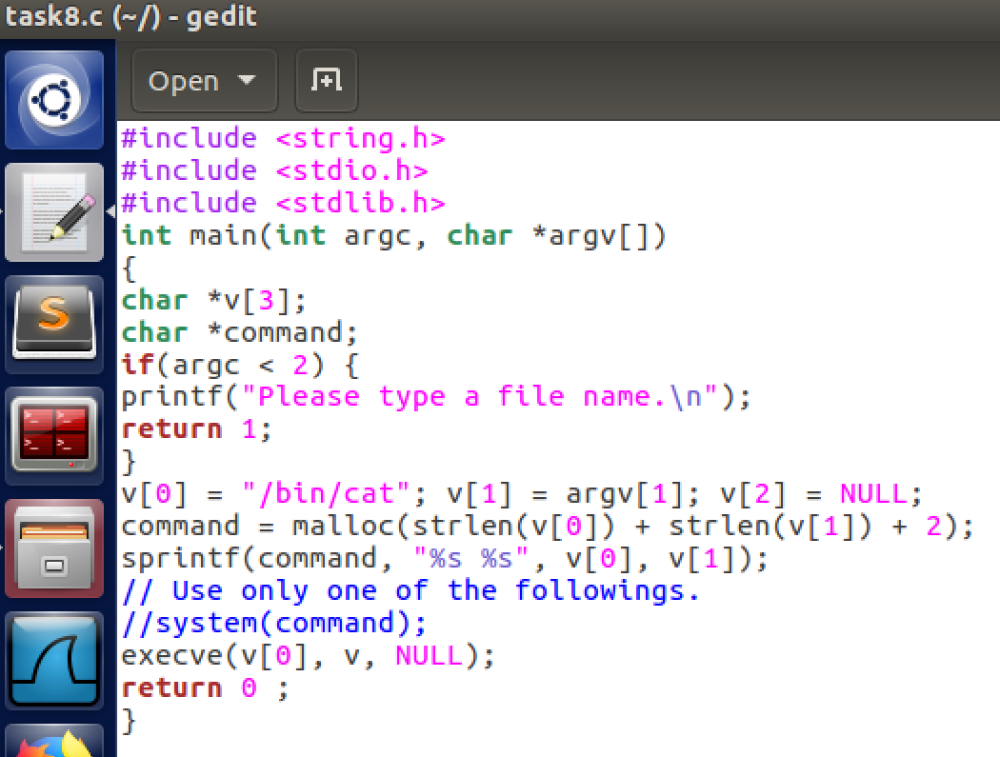 task8.c (~/) - gedit
Open
#include <string.h>
#include <stdio.h>
#include <stdlib.h>
int main(int argc, char *argv[])
{
char *v[3];
char *command;
if(argc < 2) {
printf("Please type a file name.\n");
return 1;
}
v[0] = "/bin/cat"; v[1] = argv[1]; v[2] = NULL;
command = malloc(strlen(v[0]) + strlen(v[1]) + 2);
sprintf(command, "%s %s", v[0], v[1]);
// Use only one of the followings.
//system(command);
execve(v[0], v, NULL);
return 0 ;
}